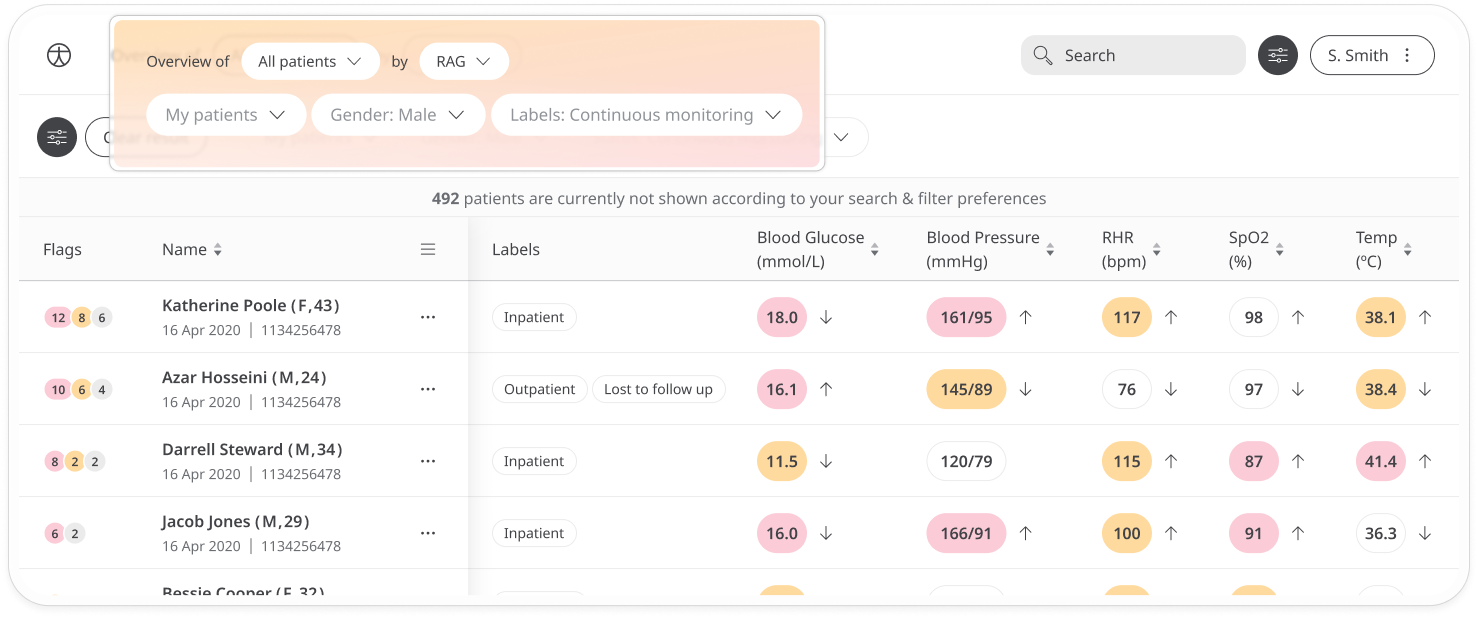 Overview of All patients by RAG
Search
S. Smith
My patients Gender: Male Labels: Continuous monitoring
492 patients are currently not shown according to your search & filter preferences
Flags Name Labels Blood Glucose (mmol/L) Blood Pressure (mmHg) RHR (bpm) SpO2 (%) Temp (ºC)
12 8 6 Katherine Poole (F,43) Inpatient 18.0 ↓ 161/95 ↑ 117 ↑ 98 ↑ 38.1 ↑
16 Apr 2020 | 1134256478
10 6 4 Azar Hosseini (M,24) Outpatient Lost to follow up 16.1 ↑ 145/89 ↓ 76 ↓ 97 ↓ 38.4 ↓
16 Apr 2020 | 1134256478
8 2 2 Darrell Steward (M,34) Inpatient 11.5 ↓ 120/79 115 ↑ 87 ↑ 41.4 ↑
16 Apr 2020 | 1134256478
6 2 Jacob Jones (M,29) Inpatient 16.0 ↓ 166/91 ↑ 100 ↑ 91 ↑ 36.3 ↓
16 Apr 2020 | 1134256478
Bessie Cooper (F,32)